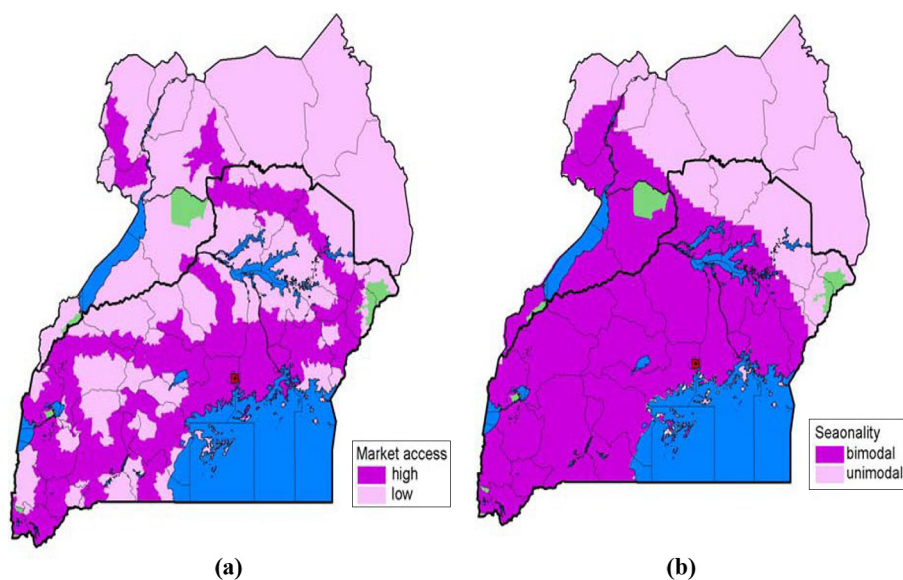 Market access
high
low
Seaonality
bimodal
unimodal
(a)
(b)